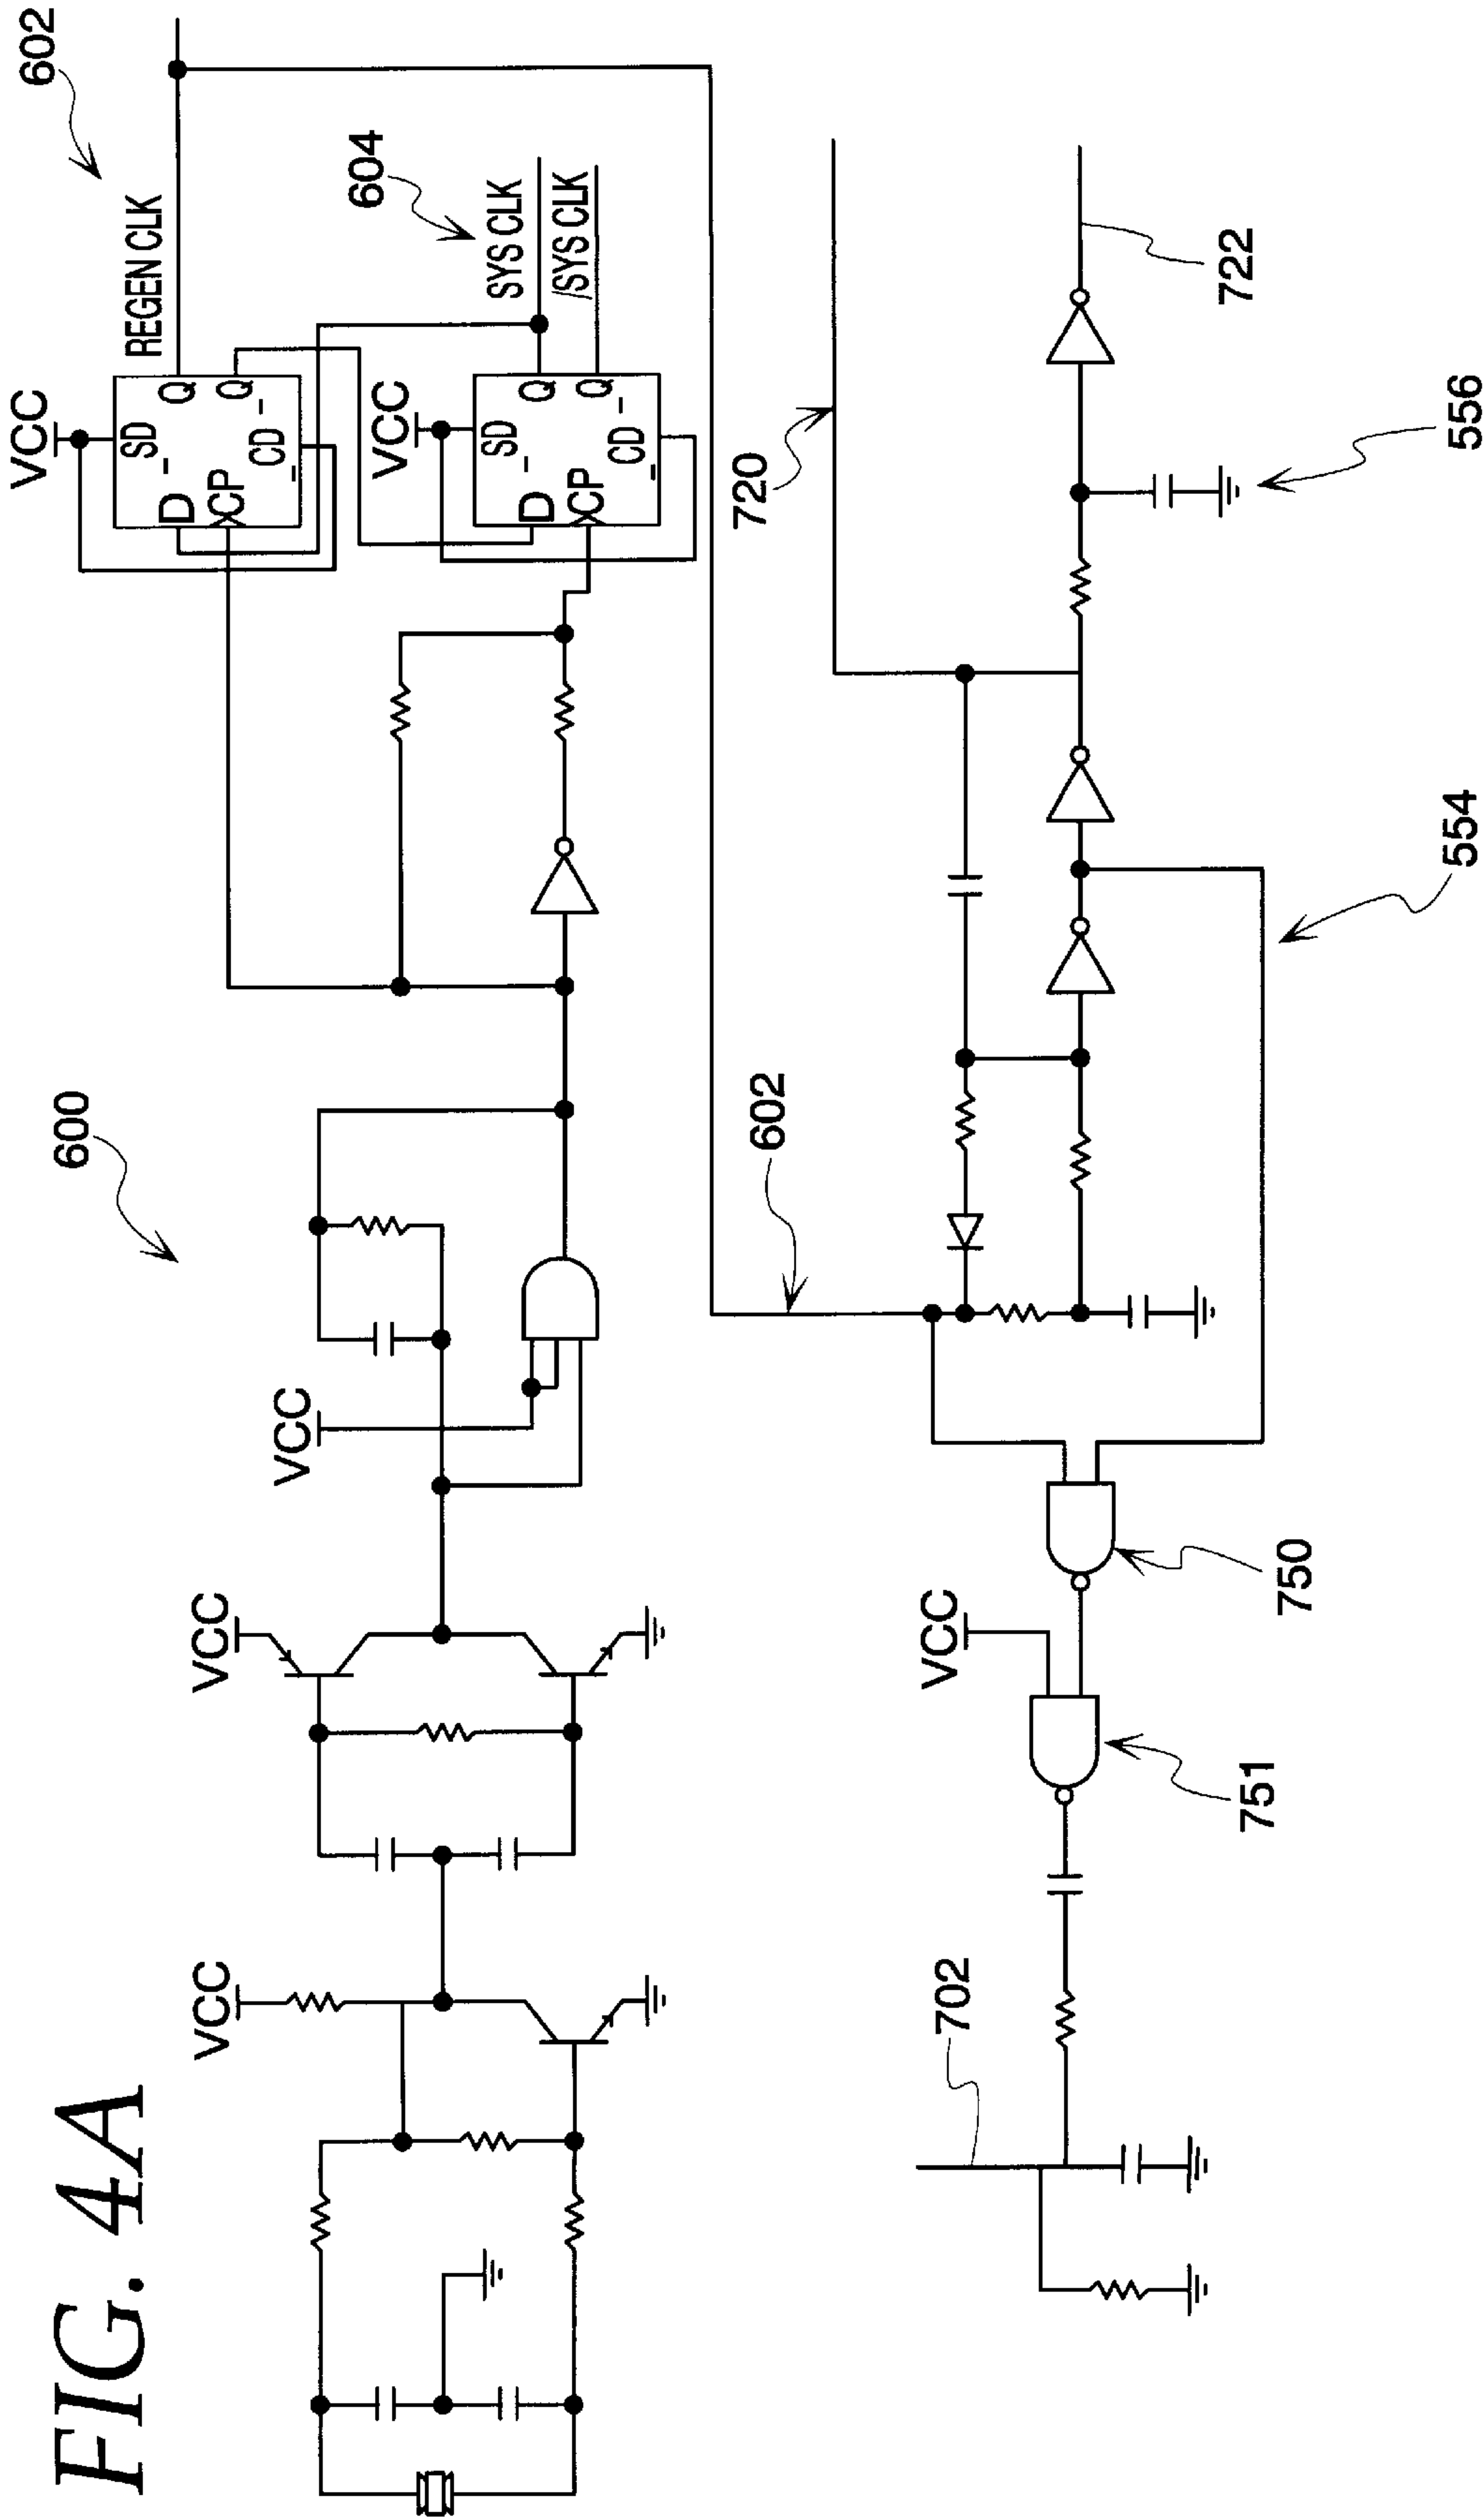 FIG. 4A
600
602
VCC
VCC
VCC
VCC
VCC
SD
D
Q
CP
Q
CD
REGEN CLK
604
SD
D
Q
CP
Q
CD
SYS CLK
/SYS CLK
602
720
702
VCC
751
750
554
556
722